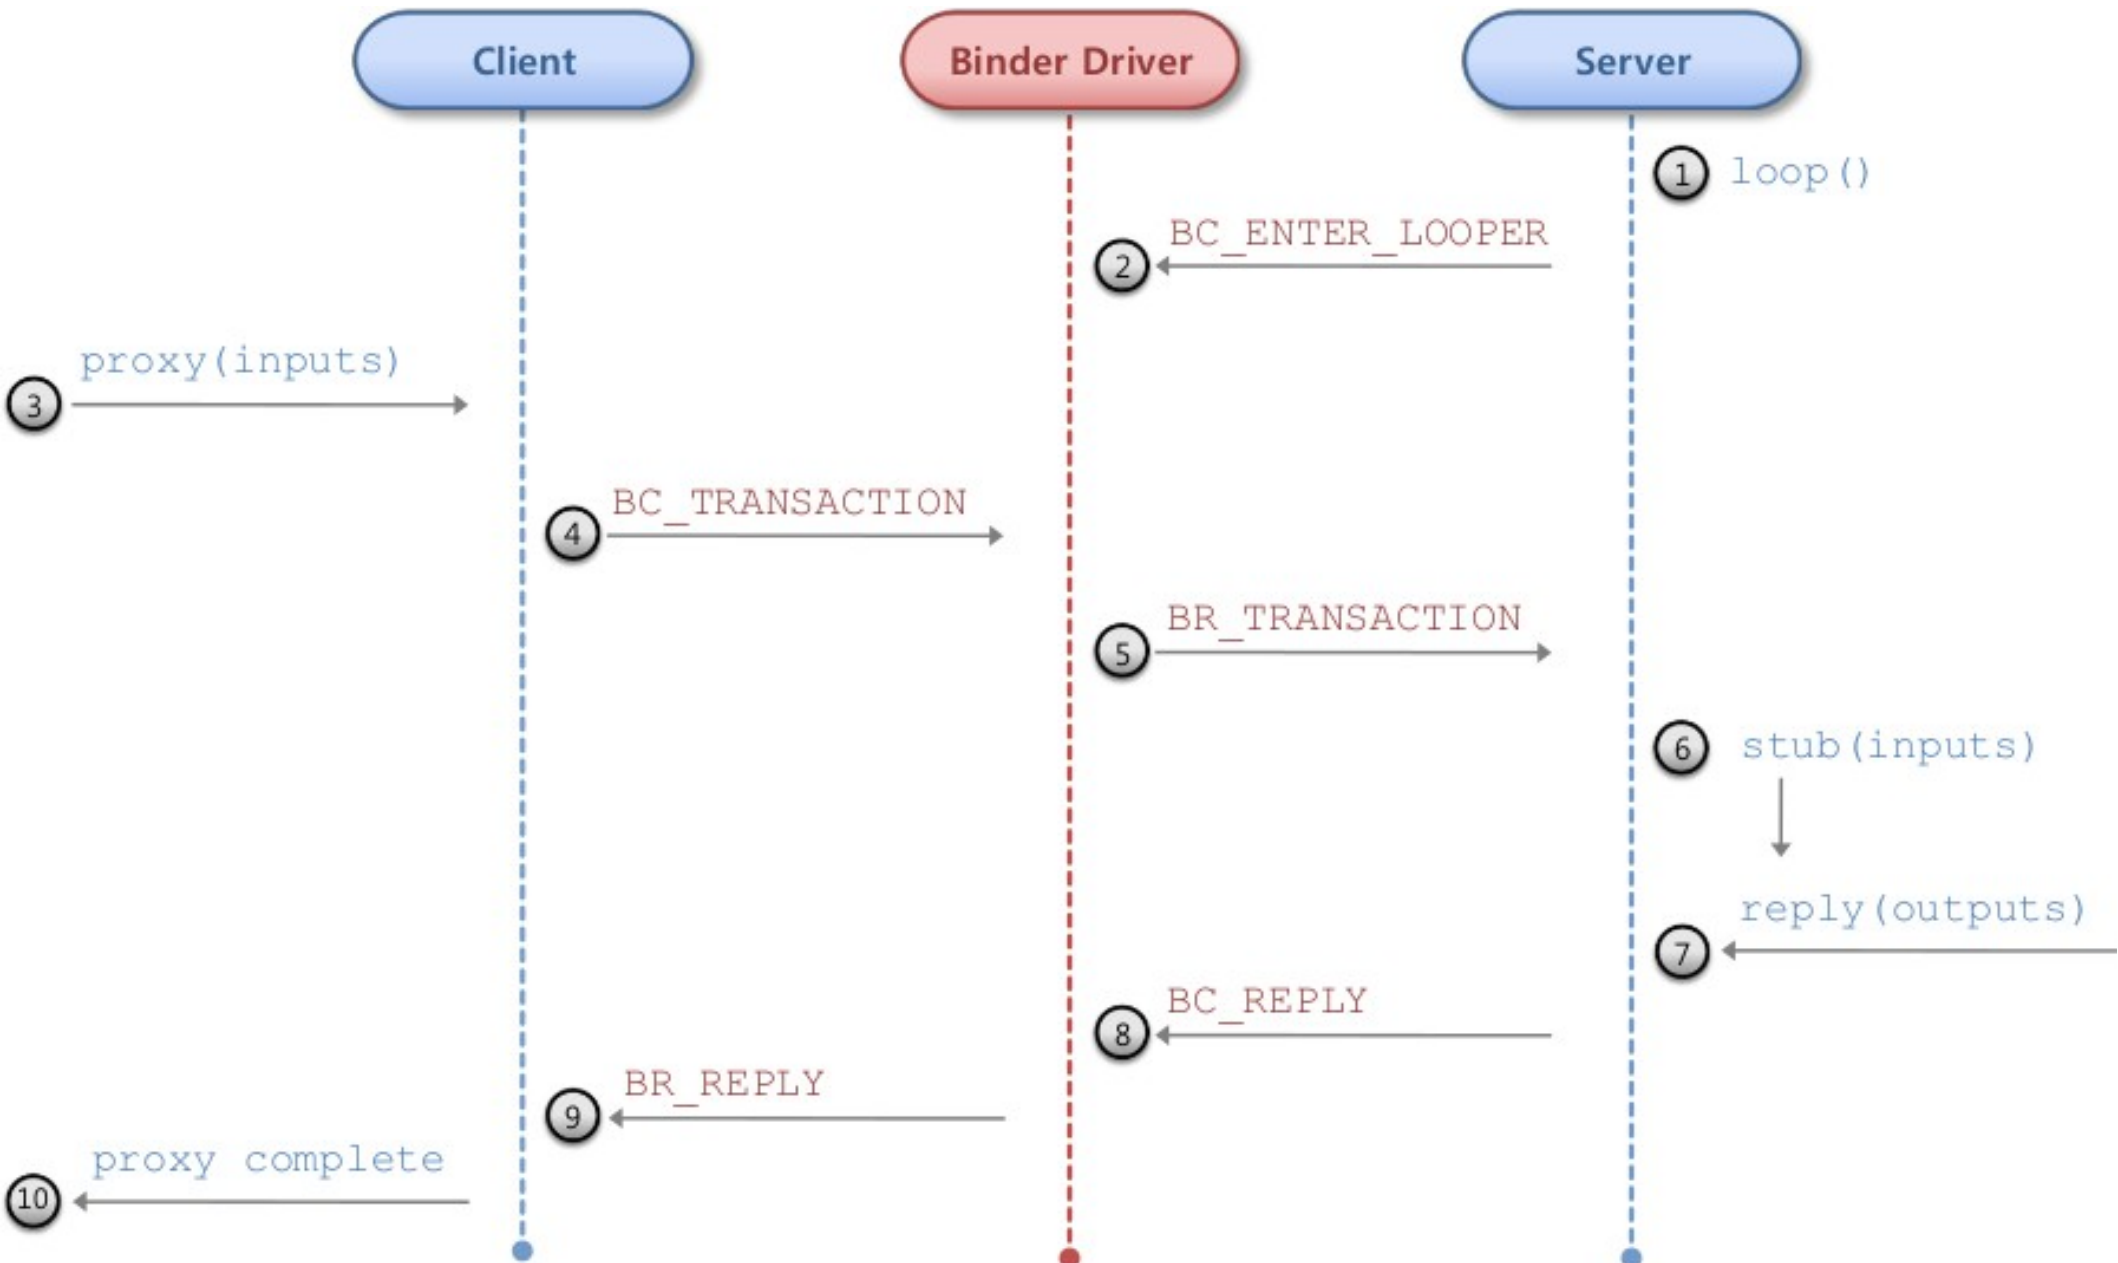 Client
Binder Driver
Server
1 loop()
BC_ENTER_LOOPER
2
proxy(inputs)
3
BC_TRANSACTION
4
BR_TRANSACTION
5
6 stub(inputs)
reply(outputs)
7
BC_REPLY
8
BR_REPLY
9
proxy complete
10